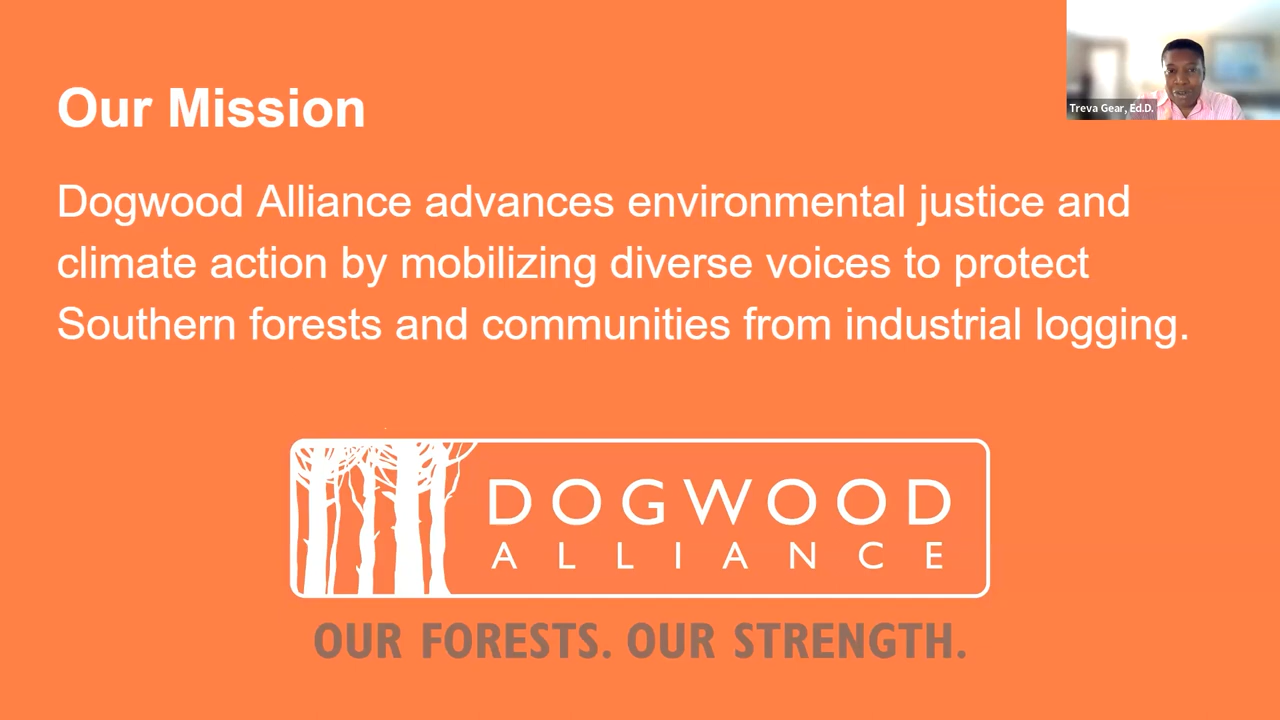 Treva Gear, Ed.D.
Our Mission
Dogwood Alliance advances environmental justice and
climate action by mobilizing diverse voices to protect
Southern forests and communities from industrial logging.
DOGWOOD
ALLIANCE
OUR FORESTS. OUR STRENGTH.